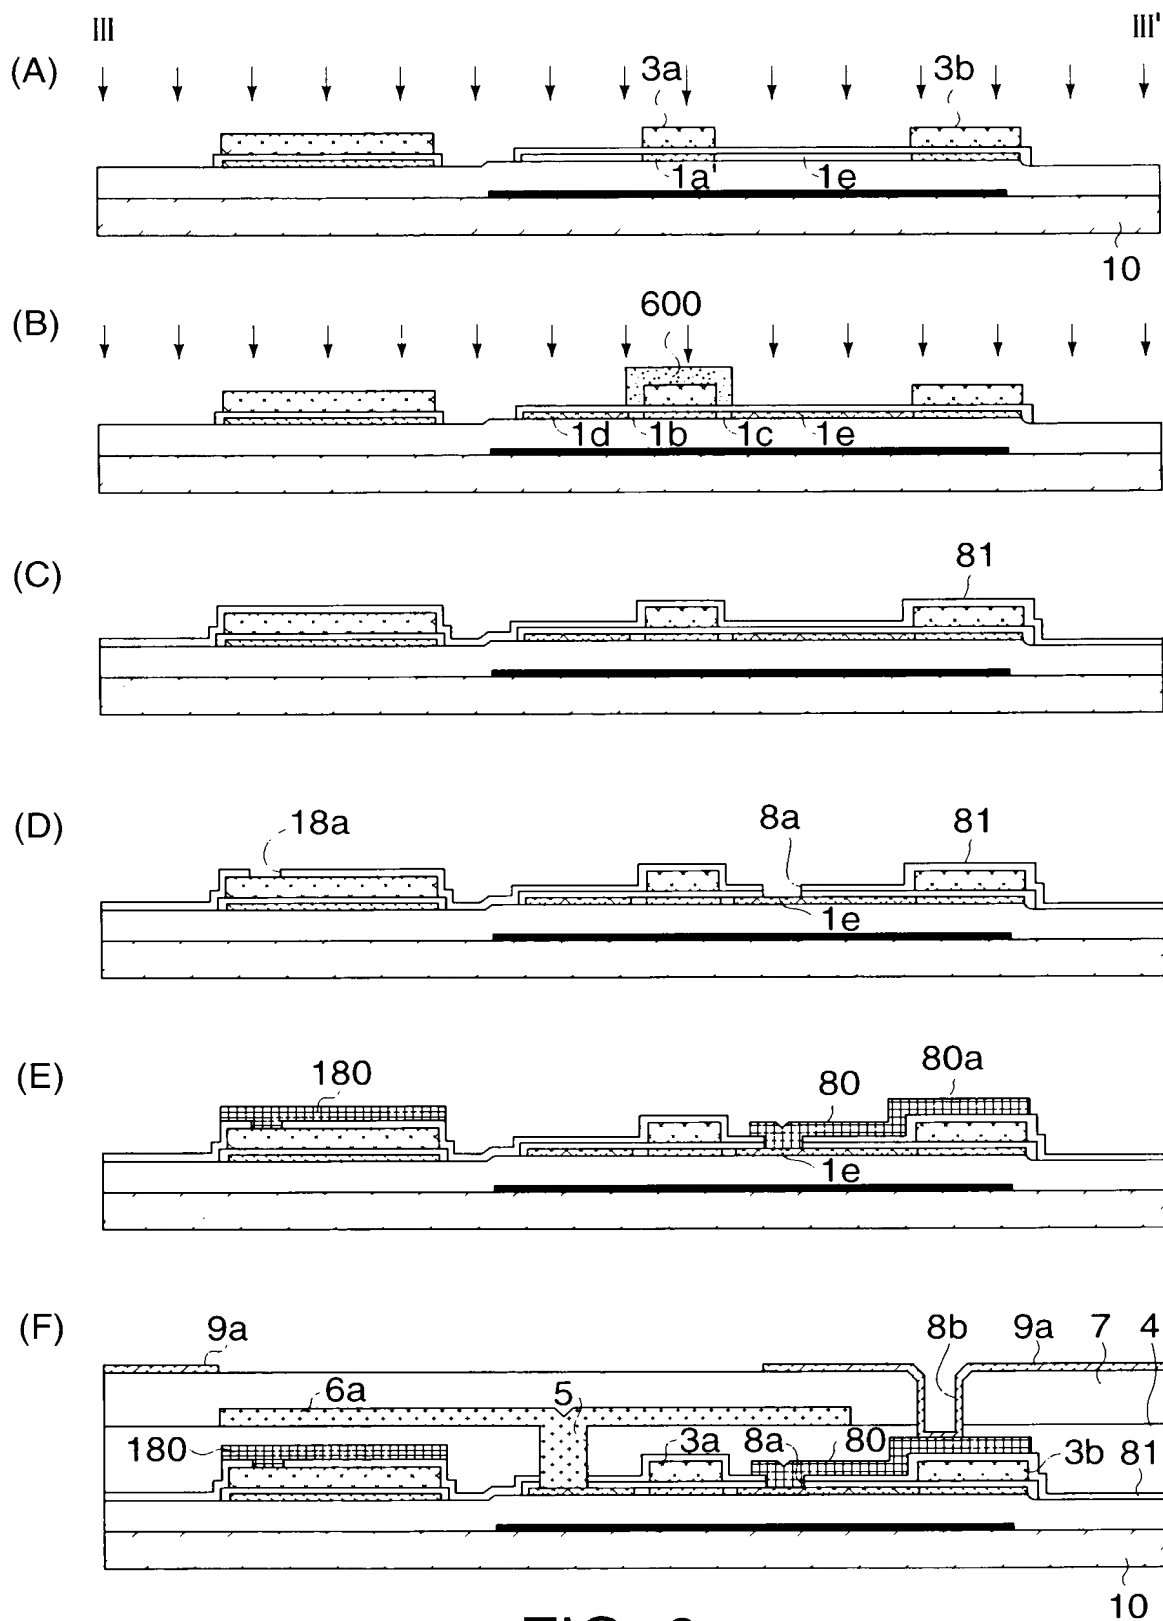 III III'
(A) 3a 3b
1a' 1e
10
(B) 600
1d 1b 1c 1e
(C) 81
(D) 18a 8a 81
1e
(E) 180 80 80a
1e
(F) 9a 8b 9a 7 4
6a 5
180 3a 8a 80 3b 81
10